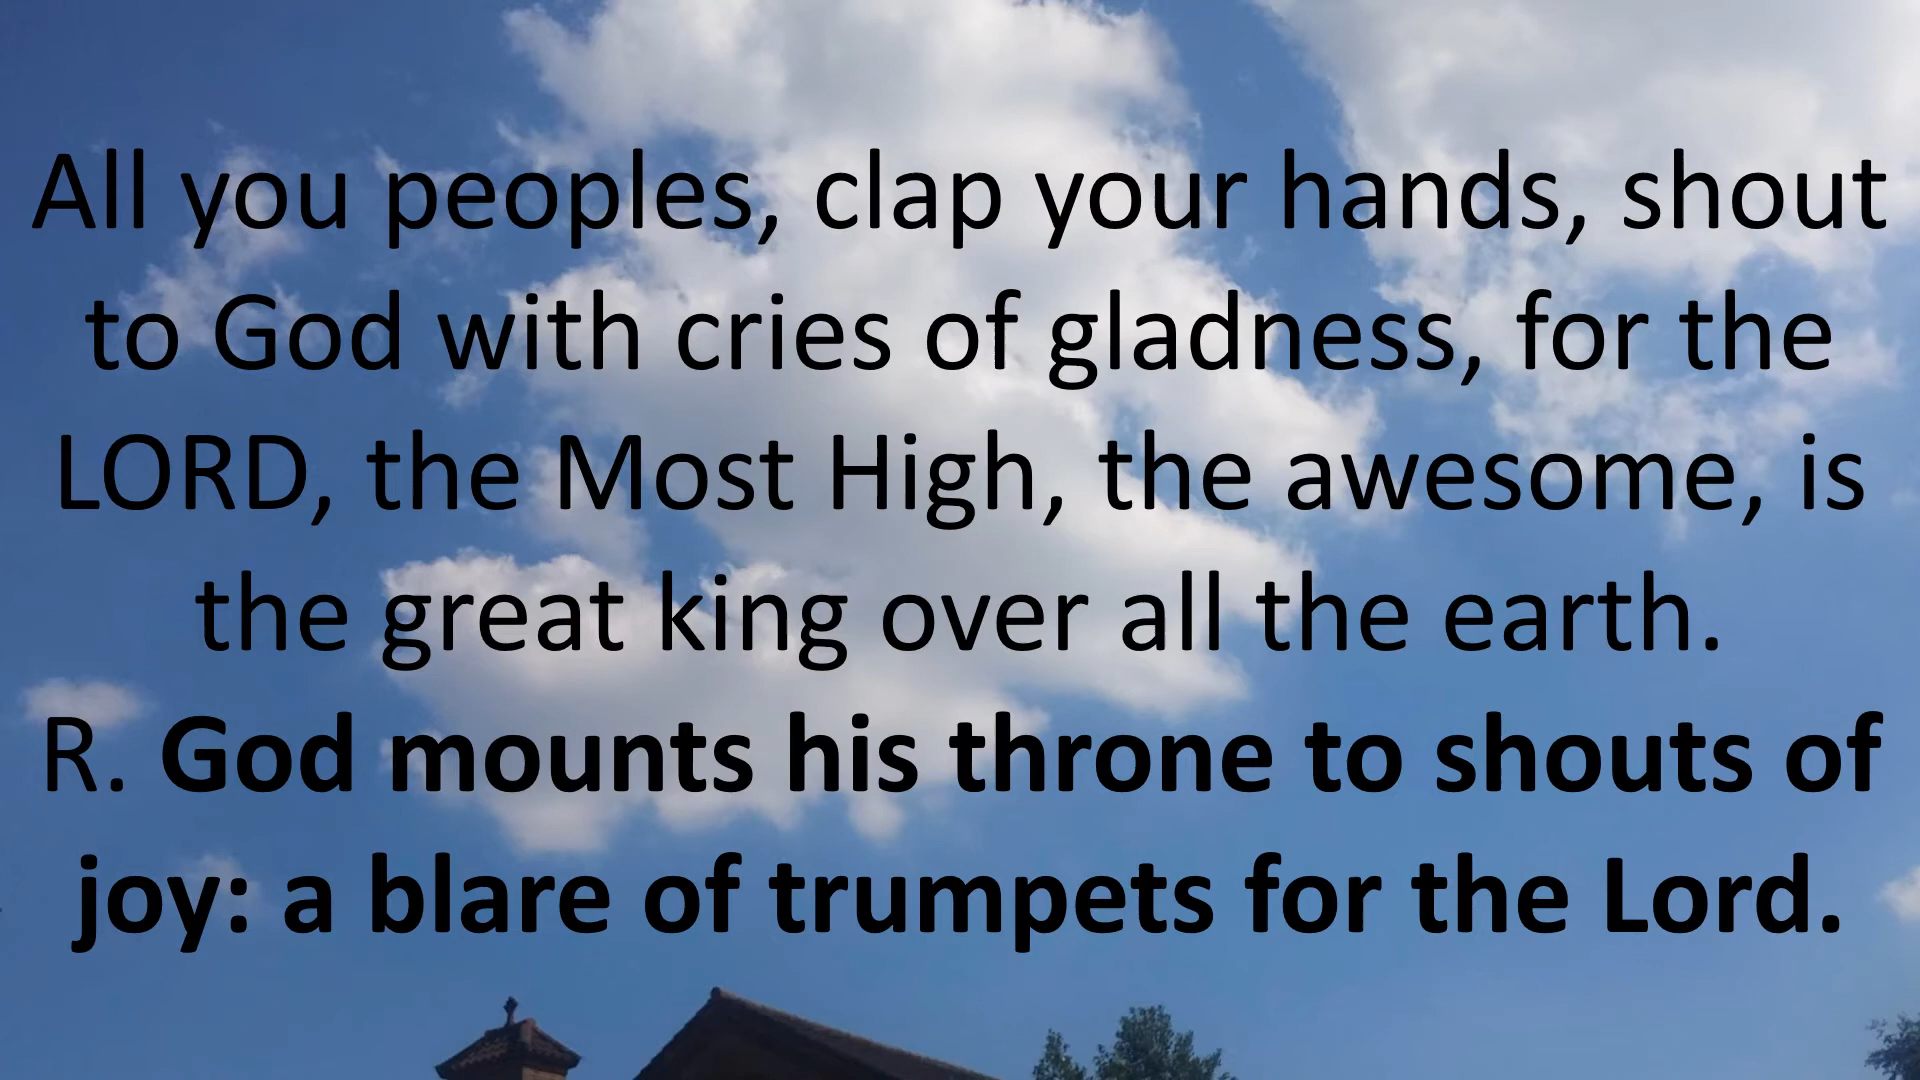 All you peoples, clap your hands, shout
to God with cries of gladness, for the
LORD, the Most High, the awesome, is
the great king over all the earth.
R. God mounts his throne to shouts of
joy: a blare of trumpets for the Lord.